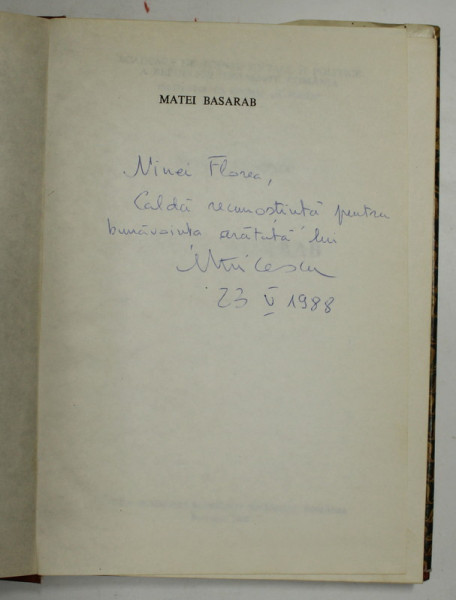 MATEI BASARAB
Ninei Florea,
Caldă recunoștință pentru
bunăvoința arătată lui
23 V 1988